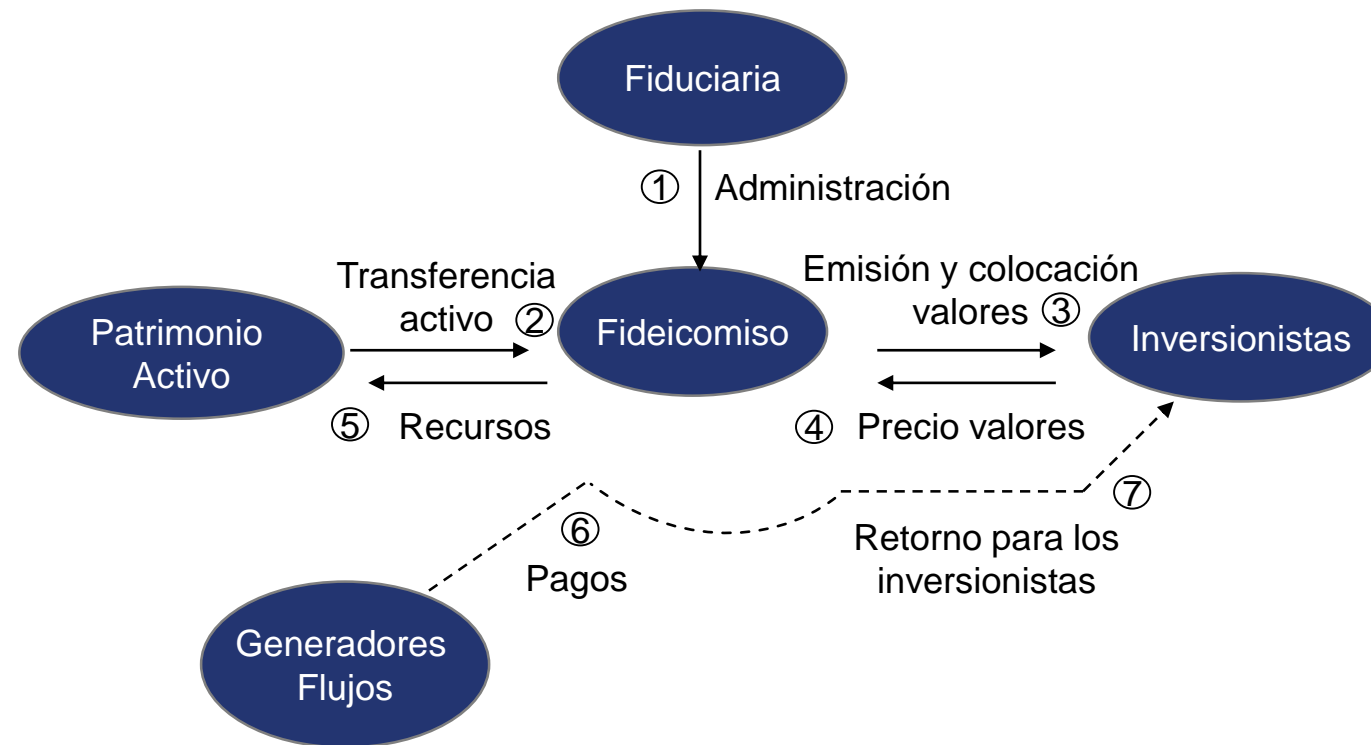 Fiduciaria
① Administración
Transferencia
activo ②
Emisión y colocación
valores ③
Patrimonio
Activo
Fideicomiso
Inversionistas
⑤ Recursos
④ Precio valores
⑦
⑥
Pagos
Retorno para los
inversionistas
Generadores
Flujos